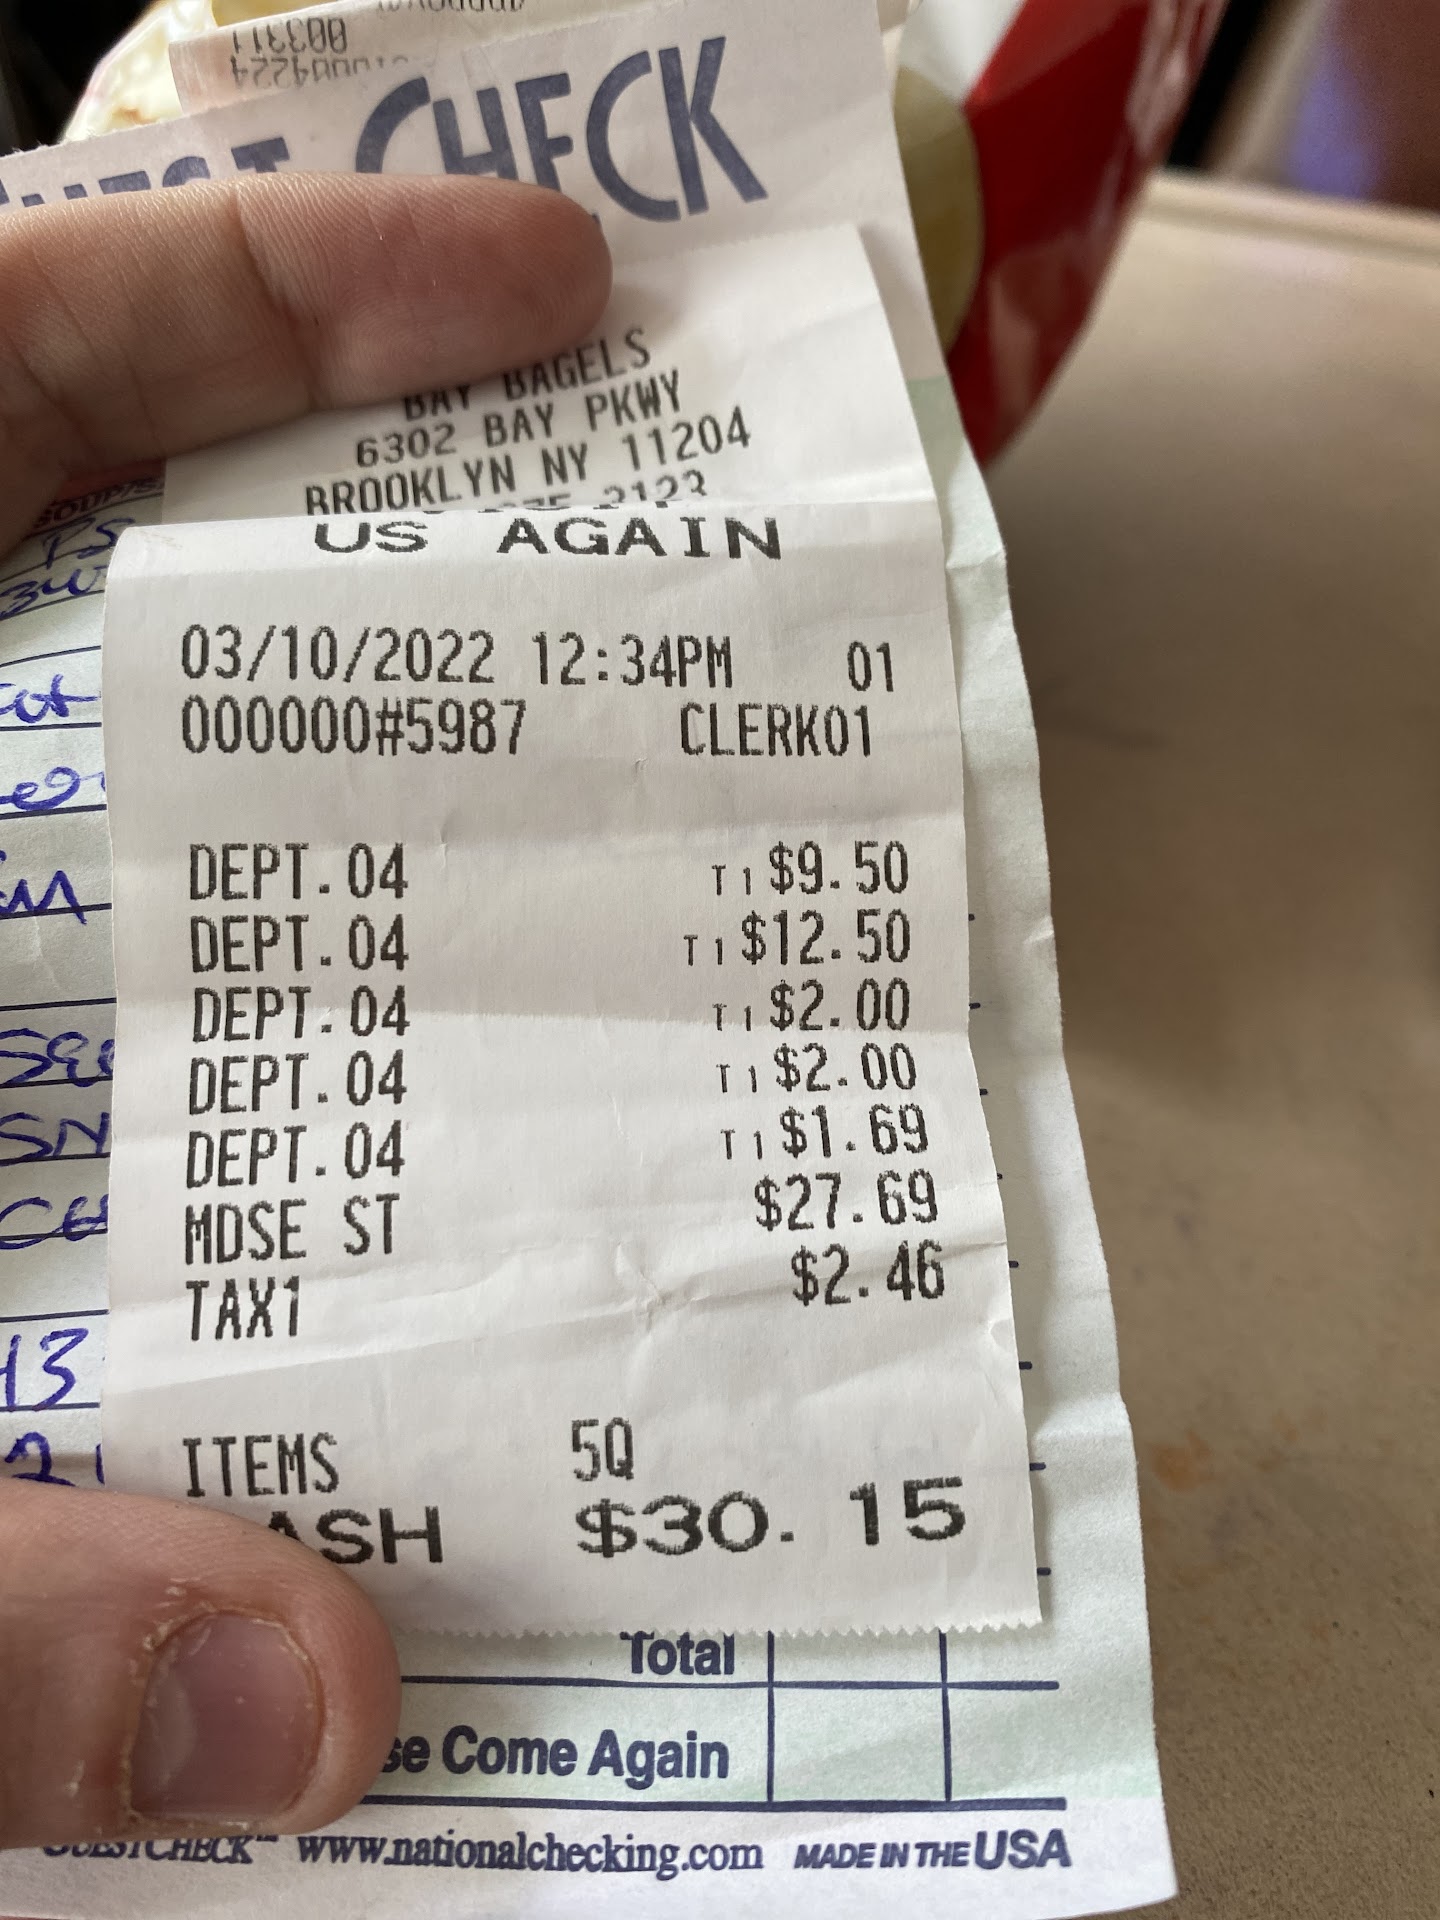 003311
CHECK
BAY BAGELS
6302 BAY PKWY
BROOKLYN NY 11204
US AGAIN
03/10/2022 12:34PM 01
000000#5987 CLERK01
DEPT.04 T1 $9.50
DEPT.04 T1 $12.50
DEPT.04 T1 $2.00
DEPT.04 T1 $2.00
DEPT.04 T1 $1.69
MDSE ST $27.69
TAX1 $2.46
ITEMS 5Q
ASH $30.15
Total
se Come Again
GUESTCHECK™ www.nationalchecking.com MADE IN THE USA